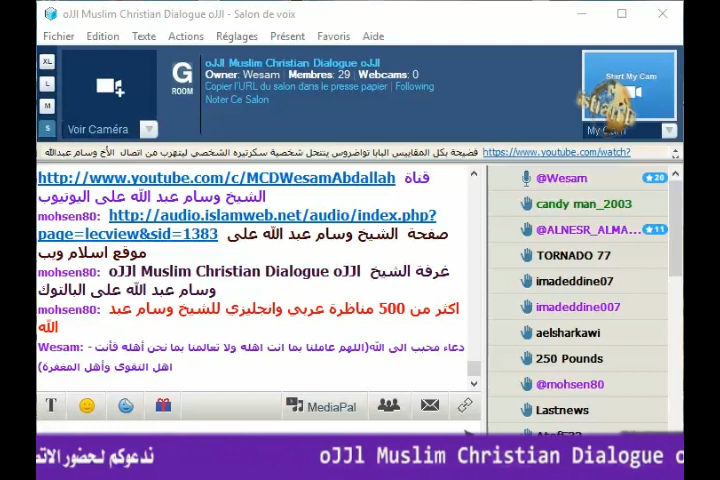 oJJl Muslim Christian Dialogue oJJl - Salon de voix
Fichier Edition Texte Actions Réglages Présent Favoris Aide
XL
L
M
S
Voir Caméra
G
ROOM
oJJl Muslim Christian Dialogue oJJl
Owner: Wesam | Membres: 29 | Webcams: 0
Copier l'URL du salon dans le presse papier | Following
Noter Ce Salon
Start My Cam
My Cam
فضيحة بكل المقاييس البابا تواضروس ينتحل شخصية سكرتيره الشخصي ليتهرب من اتصال الأخ وسام عبدالله https://www.youtube.com/watch?
http://www.youtube.com/c/MCDWesamAbdallah قناة
الشيخ وسام عبد الله على اليوتيوب
mohsen80: http://audio.islamweb.net/audio/index.php?
page=lecview&sid=1383 صفحة الشيخ وسام عبد الله على
موقع اسلام ويب
mohsen80: oJJl Muslim Christian Dialogue oJJl غرفة الشيخ
وسام عبد الله على البالتوك
mohsen80: اكثر من 500 مناظرة عربي وانجليزي للشيخ وسام عبد
الله
Wesam: - دعاء محبب الى الله(اللهم عاملنا بما انت اهله ولا تعالمنا بما نحن أهله فأنت
اهل التقوى وأهل المغفرة)
@Wesam 20
candy man_2003
@ALNESR_ALMA... 11
TORNADO 77
imadeddine07
imadeddine007
aelsharkawi
250 Pounds
@mohsen80
Lastnews
T MediaPal
oJJl Muslim Christian Dialogue ندعوكم لحضور